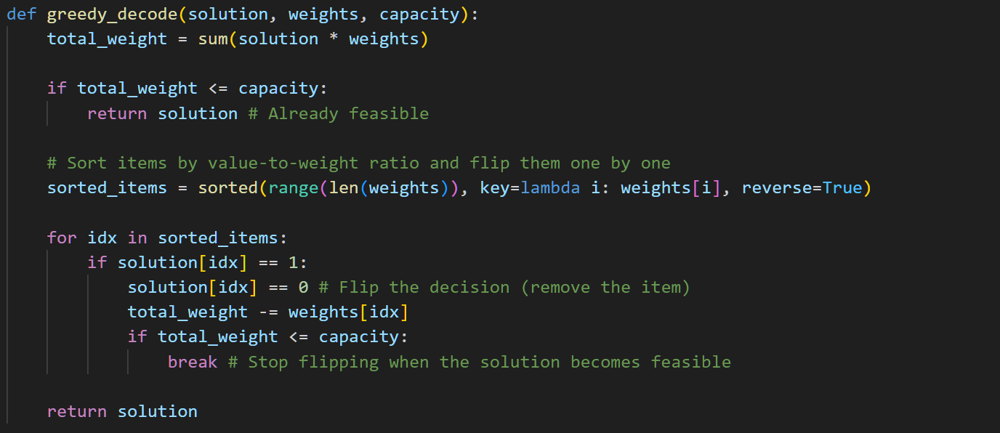 def greedy_decode(solution, weights, capacity):
    total_weight = sum(solution * weights)

    if total_weight <= capacity:
        return solution # Already feasible

    # Sort items by value-to-weight ratio and flip them one by one
    sorted_items = sorted(range(len(weights)), key=lambda i: weights[i], reverse=True)

    for idx in sorted_items:
        if solution[idx] == 1:
            solution[idx] == 0 # Flip the decision (remove the item)
            total_weight -= weights[idx]
            if total_weight <= capacity:
                break # Stop flipping when the solution becomes feasible

    return solution